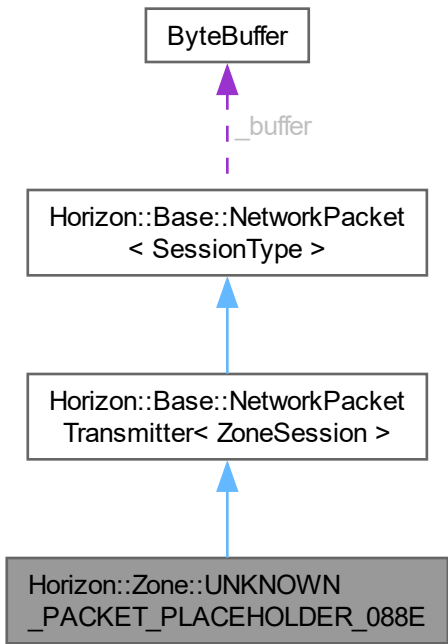 ByteBuffer
_buffer
Horizon::Base::NetworkPacket
< SessionType >
Horizon::Base::NetworkPacket
Transmitter< ZoneSession >
Horizon::Zone::UNKNOWN
_PACKET_PLACEHOLDER_088E